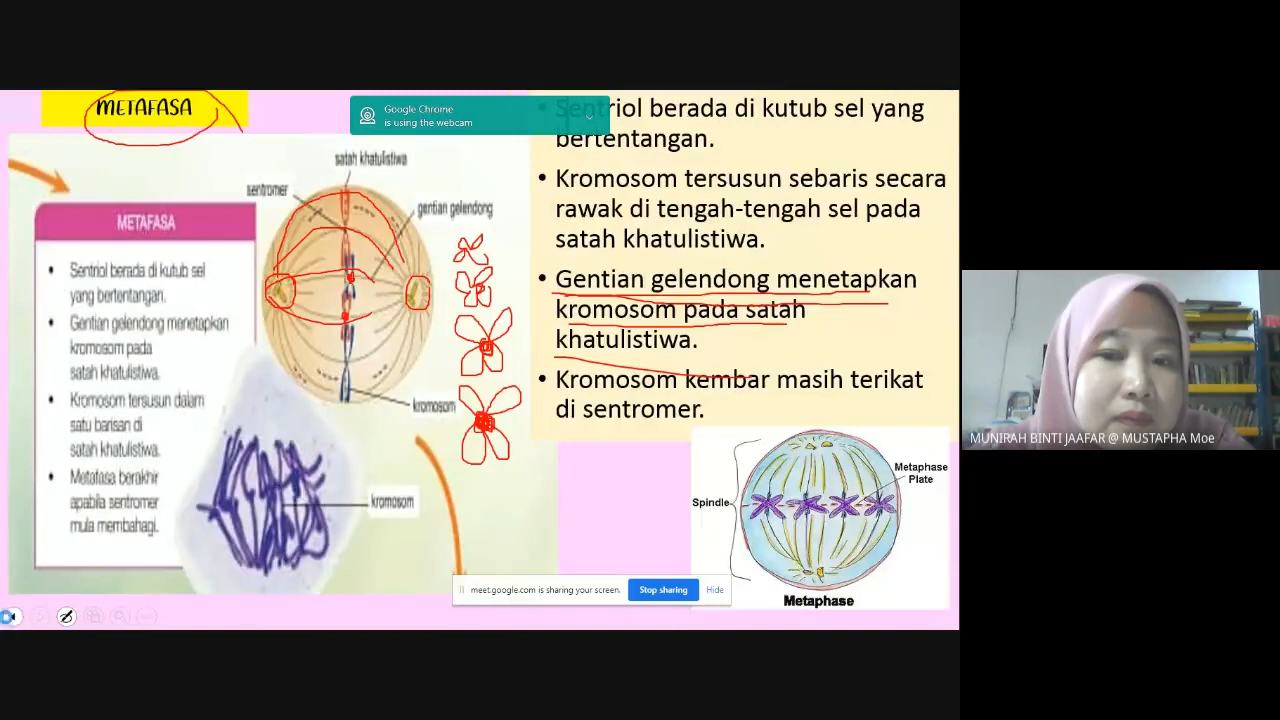 METAFASA
Google Chrome
is using the webcam
Sentriol berada di kutub sel yang
bertentangan.
Kromosom tersusun sebaris secara
rawak di tengah-tengah sel pada
satah khatulistiwa.
Gentian gelendong menetapkan
kromosom pada satah
khatulistiwa.
Kromosom kembar masih terikat
di sentromer.
satah khatulistiwa
sentromer
gentian gelendong
kromosom
METAFASA
Sentriol berada di kutub sel
yang bertentangan.
Gentian gelendong menetapkan
kromosom pada
satah khatulistiwa.
Kromosom tersusun dalam
satu barisan di
satah khatulistiwa.
Metafasa berakhir
apabila sentromer
mula membahagi.
kromosom
Spindle
Metaphase
Plate
Metaphase
meet.google.com is sharing your screen.
Stop sharing
Hide
MUNIRAH BINTI JAAFAR @ MUSTAPHA Moe